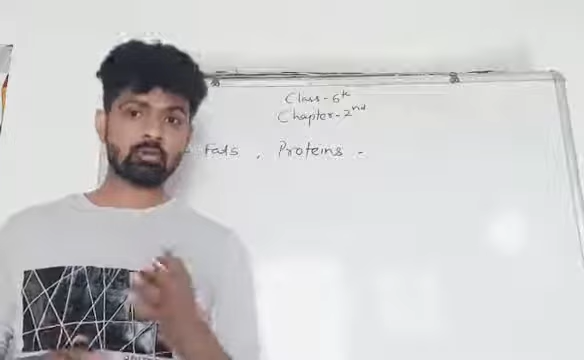 Class-6th
Chapter-2nd
- Fats , Proteins -